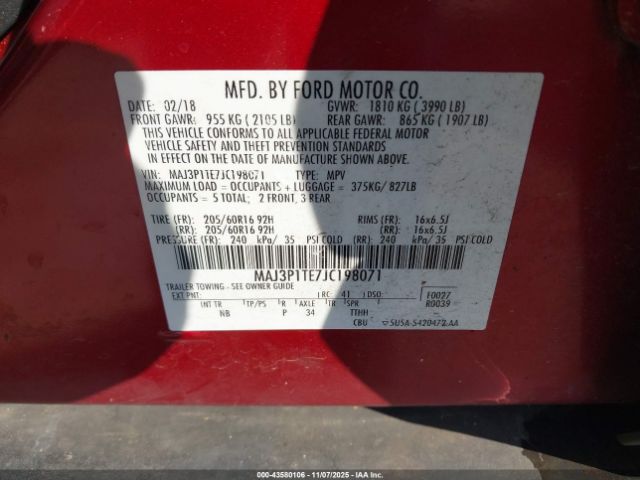 MFD. BY FORD MOTOR CO.
DATE: 02/18 GVWR: 1810 KG ( 3990 LB)
FRONT GAWR: 955 KG ( 2105 LB) REAR GAWR: 865 KG ( 1907 LB)
THIS VEHICLE CONFORMS TO ALL APPLICABLE FEDERAL MOTOR
VEHICLE SAFETY AND THEFT PREVENTION STANDARDS
IN EFFECT ON THE DATE OF MANUFACTURE SHOWN ABOVE.
VIN: MAJ3P1TE7JC198071 TYPE: MPV
MAXIMUM LOAD = OCCUPANTS + LUGGAGE = 375KG/ 827LB
OCCUPANTS = 5 TOTAL; 2 FRONT, 3 REAR
TIRE (FR): 205/60R16 92H RIMS (FR): 16x6.5J
(RR): 205/60R16 92H (RR): 16x6.5J
PRESSURE (FR): 240 kPa/ 35 PSI COLD (RR) 240 kPa/ 35 PSI COLD
MAJ3P1TE7JC198071
TRAILER TOWING - SEE OWNER GUIDE
EXT PNT: RC: 41 DSO: F0027
R0039
INT TR TP/PS R AXLE TR SPR
NB P 34 TTHH
CBU 5U5A-5420472-AA
000-43580106 - 11/07/2025 - IAAHOLDINGSLLC